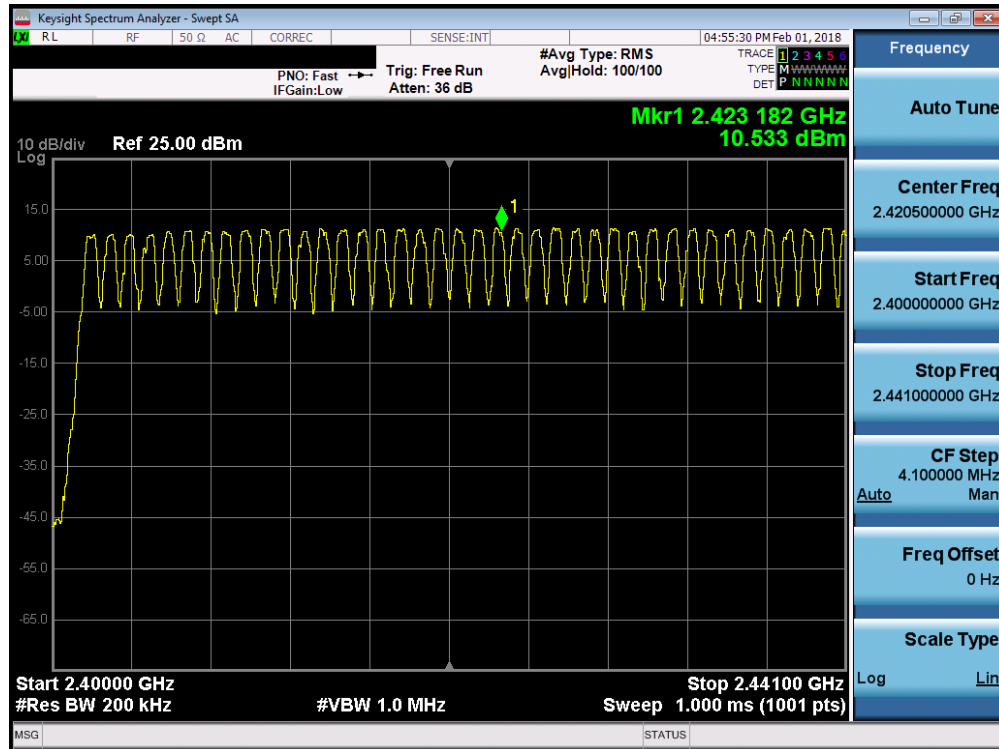 Keysight Spectrum Analyzer - Swept SA
LXI RL RF 50 Ω AC CORREC SENSE:INT 04:55:30 PM Feb 01, 2018
PNO: Fast
IFGain:Low
Trig: Free Run
Atten: 36 dB
#Avg Type: RMS
Avg|Hold: 100/100
TRACE 1 2 3 4 5 6
TYPE M WWWWW
DET P N N N N N
Mkr1 2.423 182 GHz
10.533 dBm
10 dB/div Ref 25.00 dBm
Log
1
15.0
5.00
-5.00
-15.0
-25.0
-35.0
-45.0
-55.0
-65.0
Start 2.40000 GHz Stop 2.44100 GHz
#Res BW 200 kHz #VBW 1.0 MHz Sweep 1.000 ms (1001 pts)
MSG STATUS
Frequency
Auto Tune
Center Freq
2.420500000 GHz
Start Freq
2.400000000 GHz
Stop Freq
2.441000000 GHz
CF Step
4.100000 MHz
Auto Man
Freq Offset
0 Hz
Scale Type
Log Lin